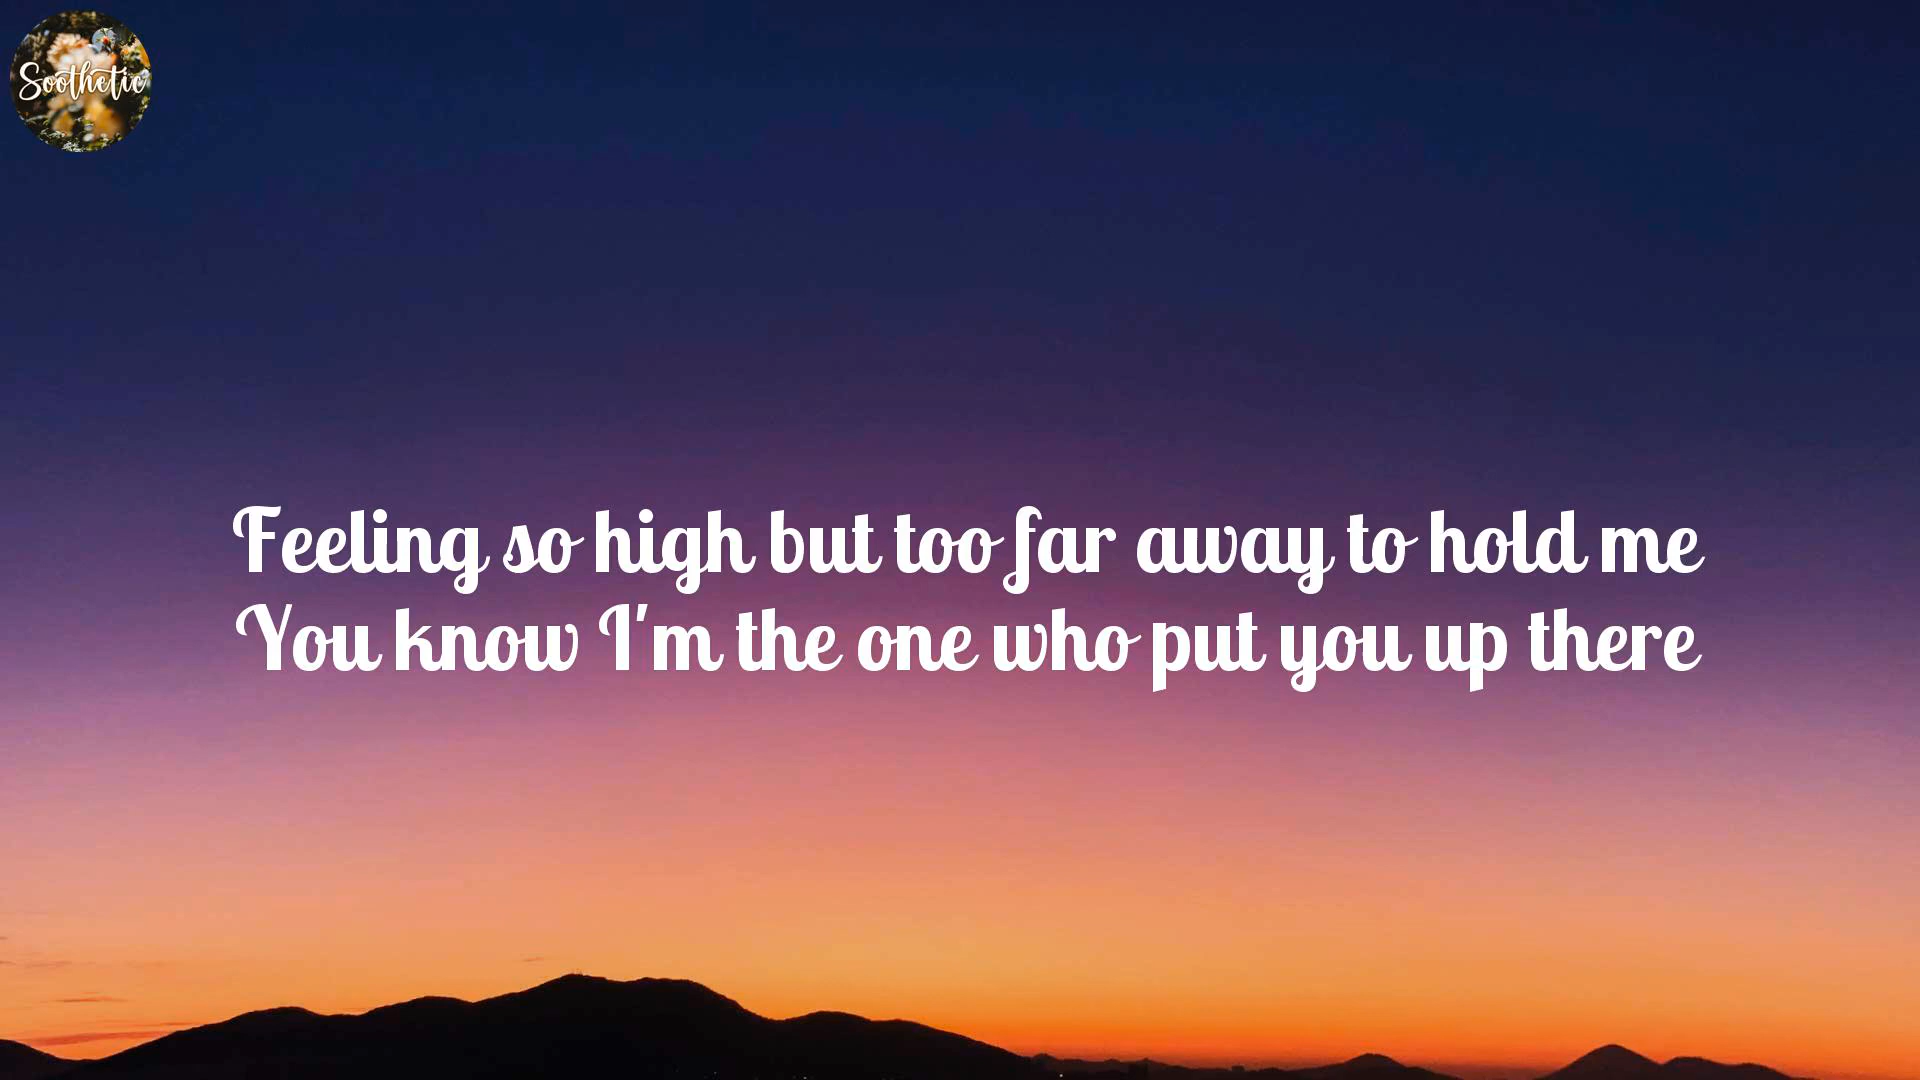 Soothetic
Feeling so high but too far away to hold me
You know I'm the one who put you up there